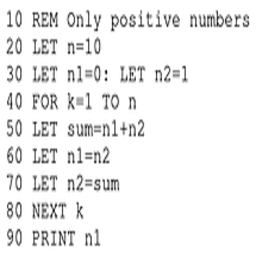 10 REM Only positive numbers
20 LET n=10
30 LET n1=0: LET n2=1
40 FOR k=1 TO n
50 LET sum=n1+n2
60 LET n1=n2
70 LET n2=sum
80 NEXT k
90 PRINT n1